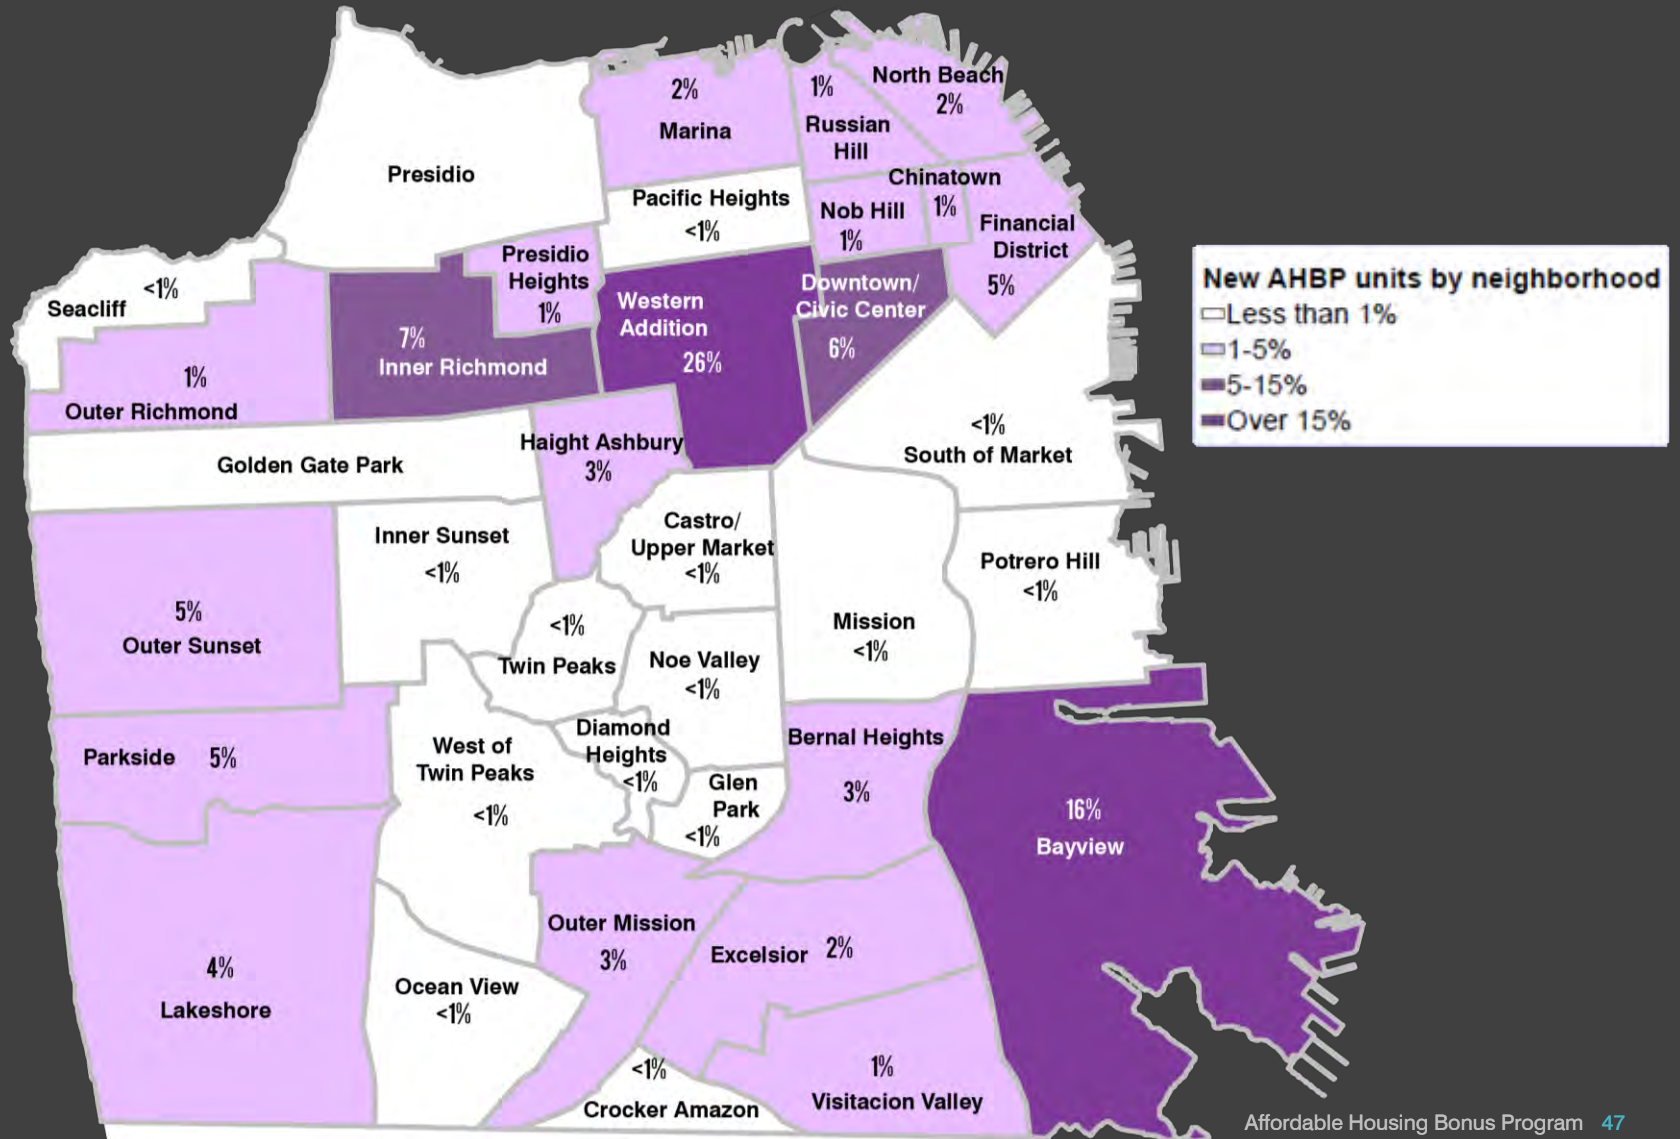 North Beach
2%
1%
Russian
Hill
2%
Marina
Presidio
Pacific Heights
<1%
Chinatown
1%
Nob Hill
1%
Financial
District
5%
Presidio
Heights
1%
<1%
Seacliff
Western
Addition
26%
Downtown/
Civic Center
6%
7%
Inner Richmond
1%
Outer Richmond
New AHBP units by neighborhood
Less than 1%
1-5%
5-15%
Over 15%
Haight Ashbury
3%
Golden Gate Park
<1%
South of Market
Inner Sunset
<1%
Castro/
Upper Market
<1%
Potrero Hill
<1%
5%
Outer Sunset
<1%
Twin Peaks
Noe Valley
<1%
Mission
<1%
Parkside 5%
West of
Twin Peaks
<1%
Diamond
Heights
<1%
Glen
Park
<1%
Bernal Heights
3%
16%
Bayview
4%
Lakeshore
Outer Mission
3%
Excelsior 2%
Ocean View
<1%
<1%
Crocker Amazon
1%
Visitacion Valley
Affordable Housing Bonus Program 47